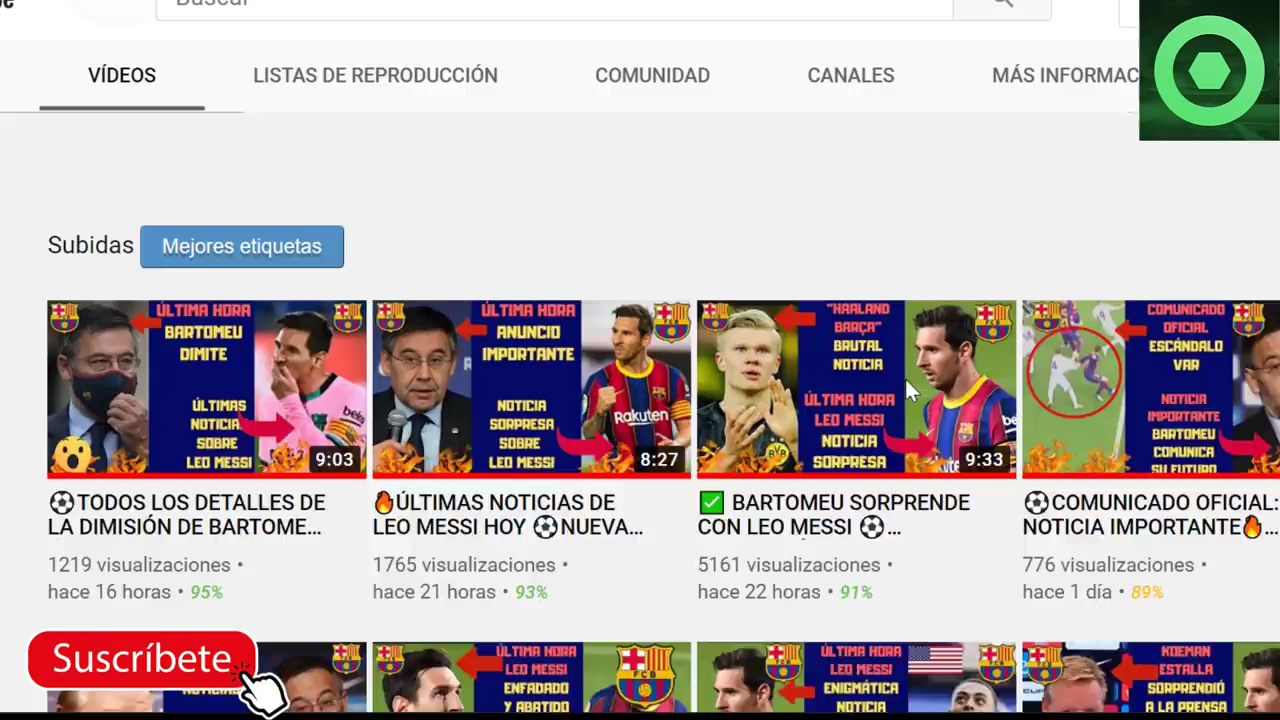 Buscar
VÍDEOS
LISTAS DE REPRODUCCIÓN
COMUNIDAD
CANALES
MÁS INFORMAC
Subidas
Mejores etiquetas
ÚLTIMA HORA
BARTOMEU
DIMITE
ÚLTIMAS
NOTICIA
SOBRE
LEO MESSI
9:03
ÚLTIMA HORA
ANUNCIO
IMPORTANTE
NOTICIA
SORPRESA
SOBRE
LEO MESSI
Rakuten
8:27
"HAALAND
BARÇA"
BRUTAL
NOTICIA
ÚLTIMA HORA
LEO MESSI
NOTICIA
SORPRESA
BVB
9:33
COMUNICADO
OFICIAL
ESCÁNDALO
VAR
NOTICIA
IMPORTANTE
BARTOMEU
COMUNICA
SU FUTURO
⚽TODOS LOS DETALLES DE
LA DIMISIÓN DE BARTOME...
1219 visualizaciones •
hace 16 horas • 95%
🔥ÚLTIMAS NOTICIAS DE
LEO MESSI HOY ⚽NUEVA...
1765 visualizaciones •
hace 21 horas • 93%
✅ BARTOMEU SORPRENDE
CON LEO MESSI ⚽...
5161 visualizaciones •
hace 22 horas • 91%
⚽COMUNICADO OFICIAL:
NOTICIA IMPORTANTE🔥...
776 visualizaciones •
hace 1 día • 89%
Suscríbete
ÚLTIMA HORA
LEO MESSI
ENFADADO
Y ABATIDO
FCB
ÚLTIMA HORA
LEO MESSI
ENIGMÁTICA
NOTICIA
KOEMAN
ESTALLA
SORPRENDIÓ
A LA PRENSA